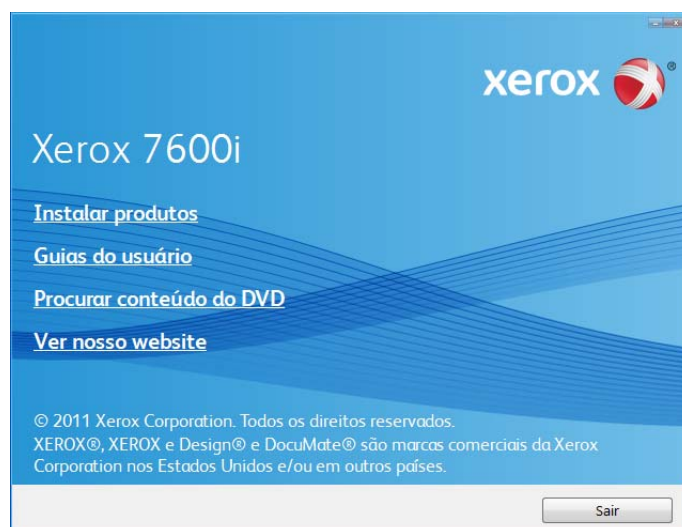 xerox ®
Xerox 7600i
Instalar produtos
Guias do usuário
Procurar conteúdo do DVD
Ver nosso website
© 2011 Xerox Corporation. Todos os direitos reservados.
XEROX®, XEROX e Design® e DocuMate® são marcas comerciais da Xerox
Corporation nos Estados Unidos e/ou em outros países.
Sair